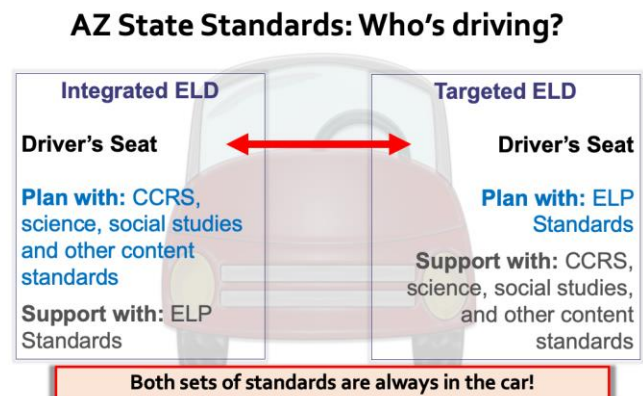 AZ State Standards: Who's driving?
Integrated ELD
Driver's Seat
Plan with: CCRS,
science, social studies
and other content
standards
Support with: ELP
Standards
Targeted ELD
Driver's Seat
Plan with: ELP
Standards
Support with: CCRS,
science, social studies,
and other content
standards
Both sets of standards are always in the car!